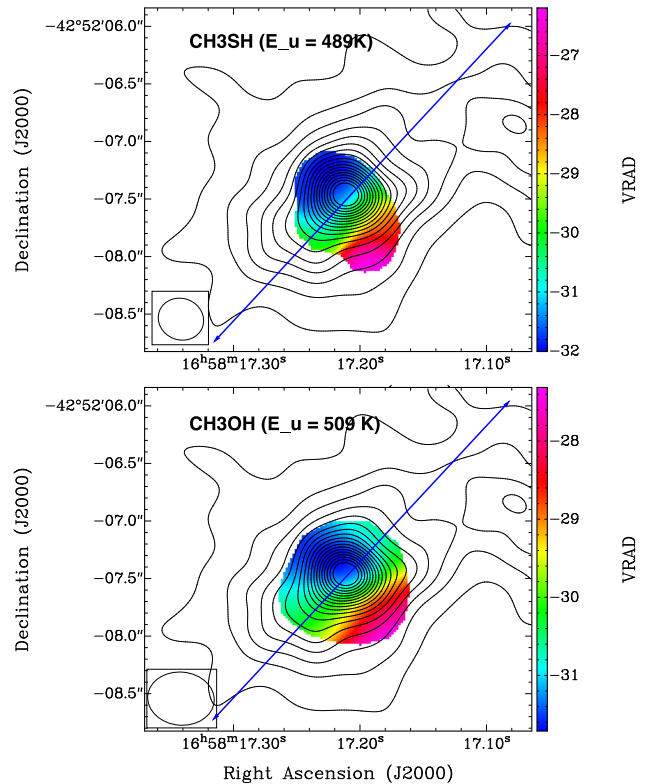 −42°52′06.0″
CH3SH (E_u = 489K)
−06.5″
−07.0″
−07.5″
−08.0″
−08.5″
Declination (J2000)
16ʰ58ᵐ17.30ˢ 17.20ˢ 17.10ˢ
−27
−28
−29
−30
−31
−32
VRAD
−42°52′06.0″
CH3OH (E_u = 509 K)
−06.5″
−07.0″
−07.5″
−08.0″
−08.5″
Declination (J2000)
16ʰ58ᵐ17.30ˢ 17.20ˢ 17.10ˢ
Right Ascension (J2000)
−28
−29
−30
−31
VRAD